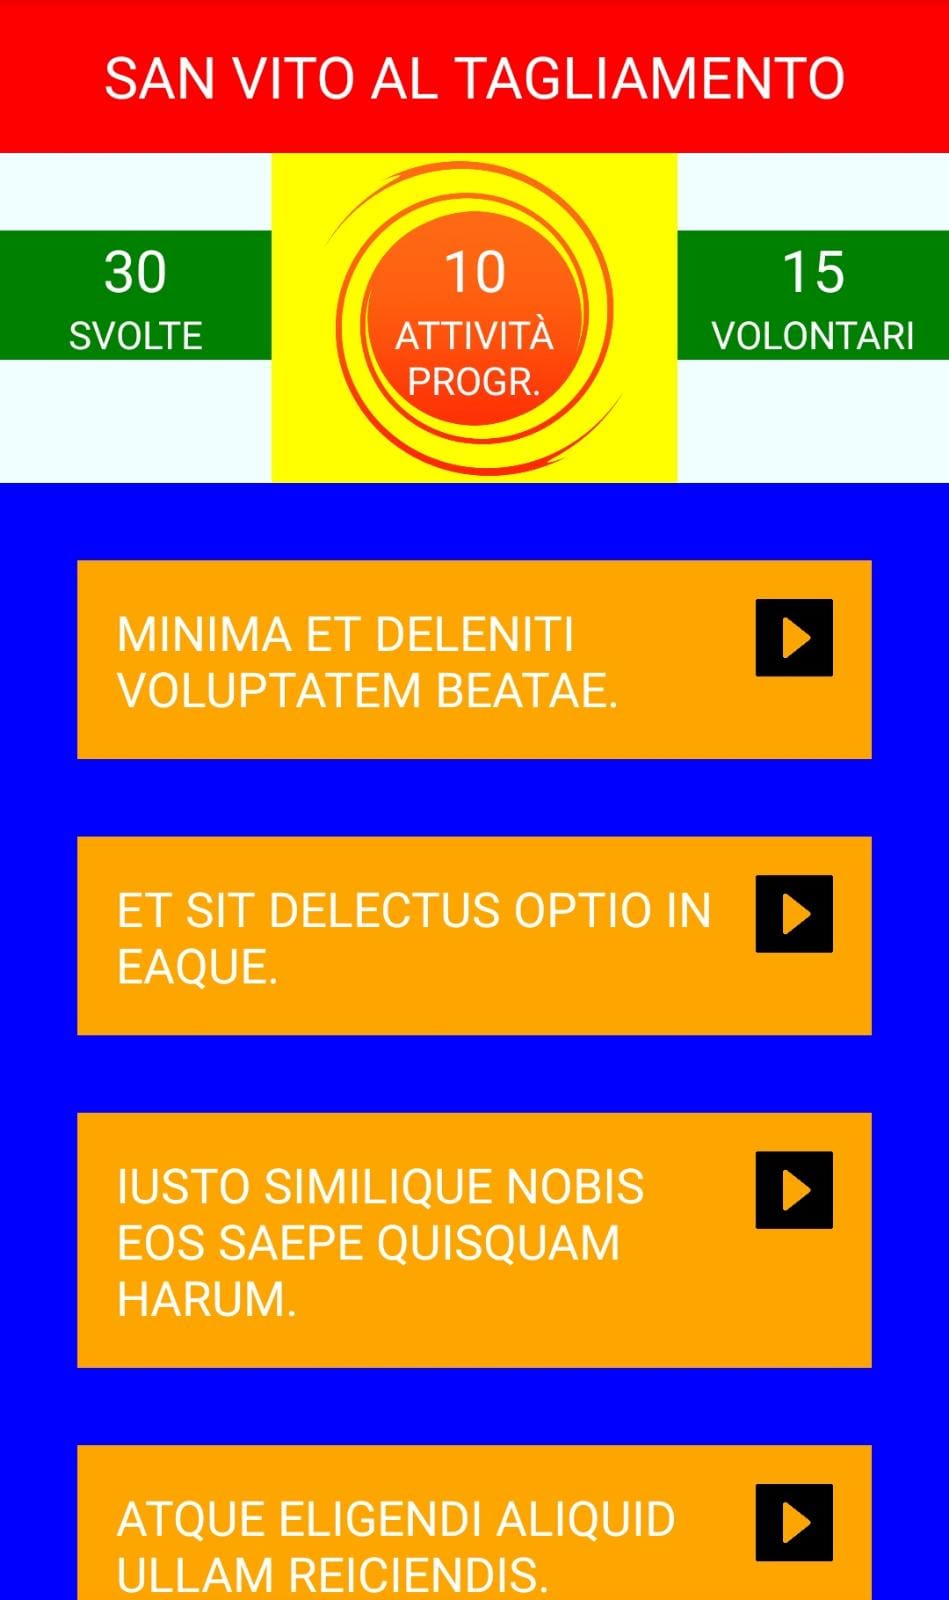 SAN VITO AL TAGLIAMENTO
30
SVOLTE
10
ATTIVITÀ
PROGR.
15
VOLONTARI
MINIMA ET DELENITI
VOLUPTATEM BEATAE.
ET SIT DELECTUS OPTIO IN
EAQUE.
IUSTO SIMILIQUE NOBIS
EOS SAEPE QUISQUAM
HARUM.
ATQUE ELIGENDI ALIQUID
ULLAM REICIENDIS.